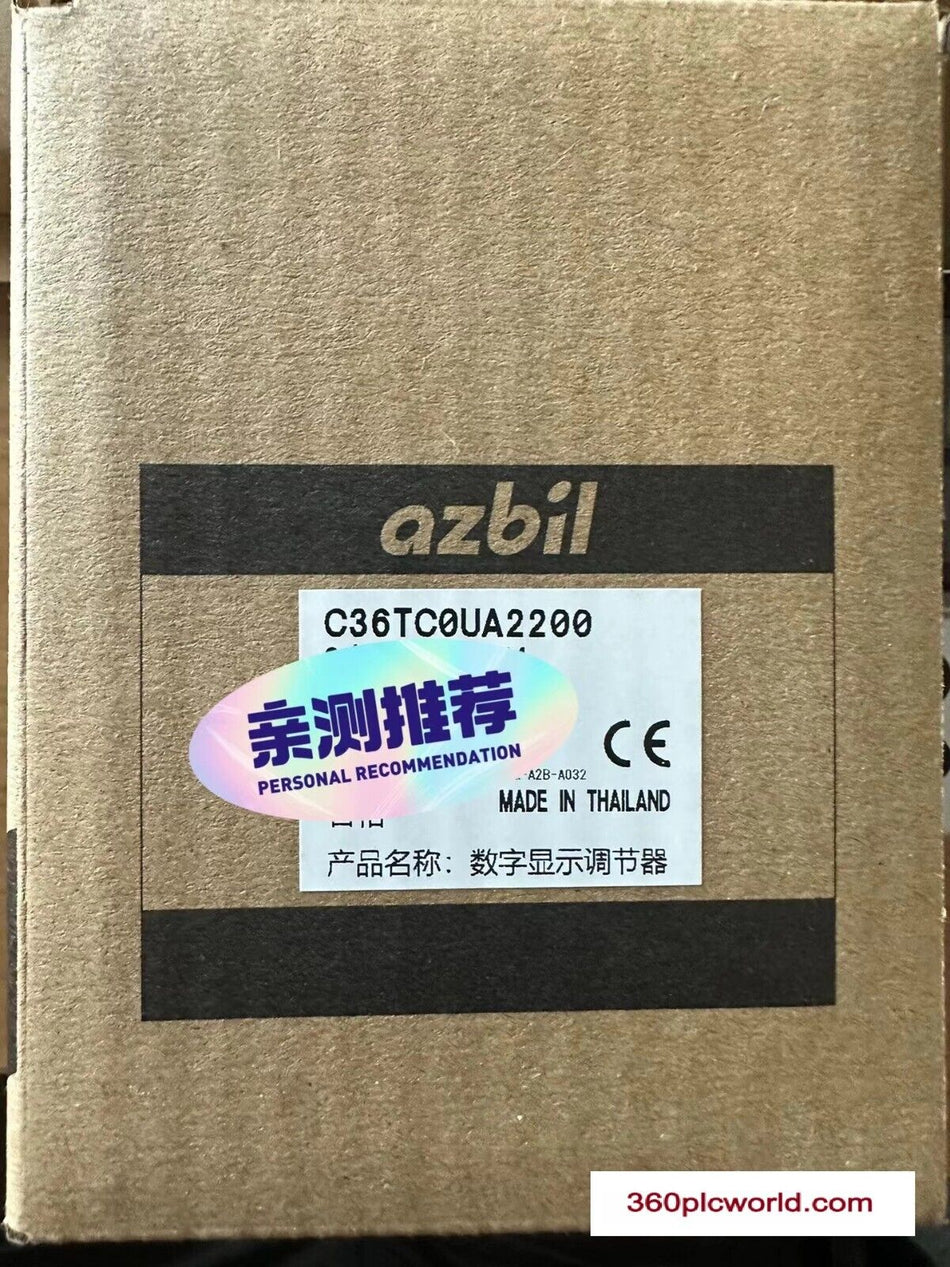 azbil
C36TC0UA2200
亲测推荐
PERSONAL RECOMMENDATION
CE
-A2B-A032
MADE IN THAILAND
产品名称：数字显示调节器
360plcworld.com